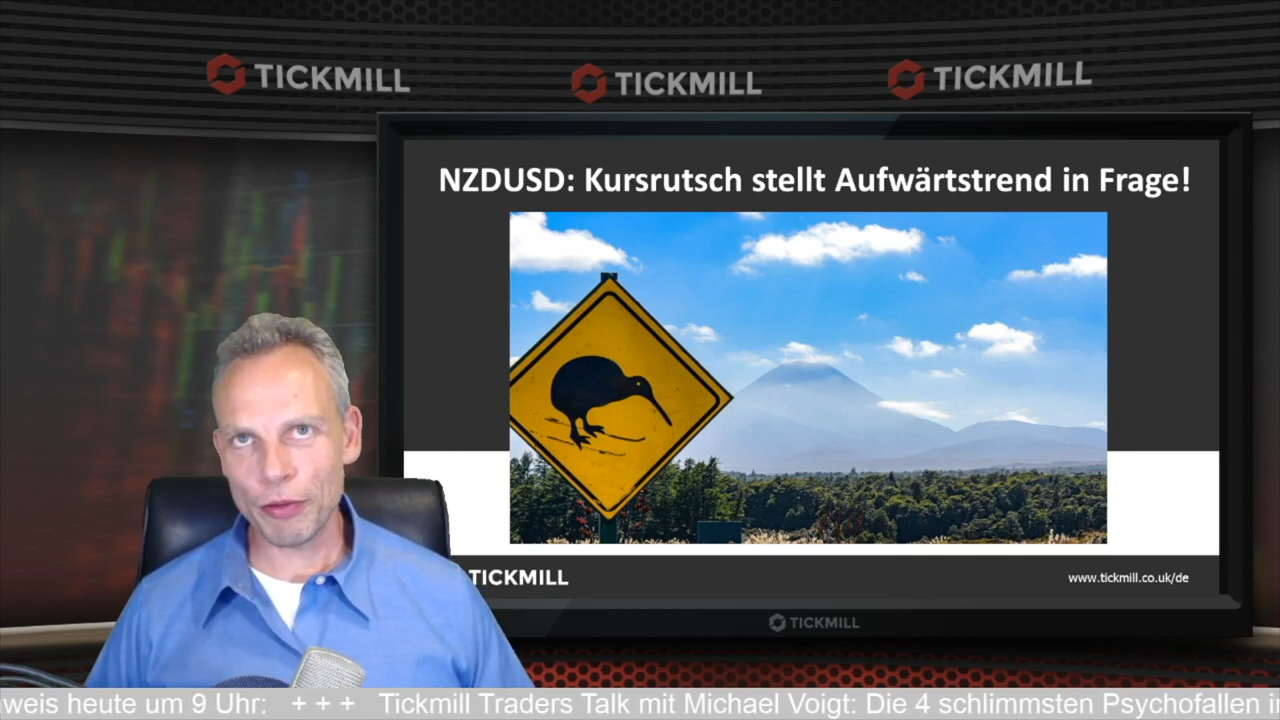 TICKMILL
TICKMILL
TICKMILL
NZDUSD: Kursrutsch stellt Aufwärtstrend in Frage!
TICKMILL
www.tickmill.co.uk/de
TICKMILL
heute um 9 Uhr: + + + Tickmill Traders Talk mit Michael Voigt: Die 4 schlimmsten Psychofallen